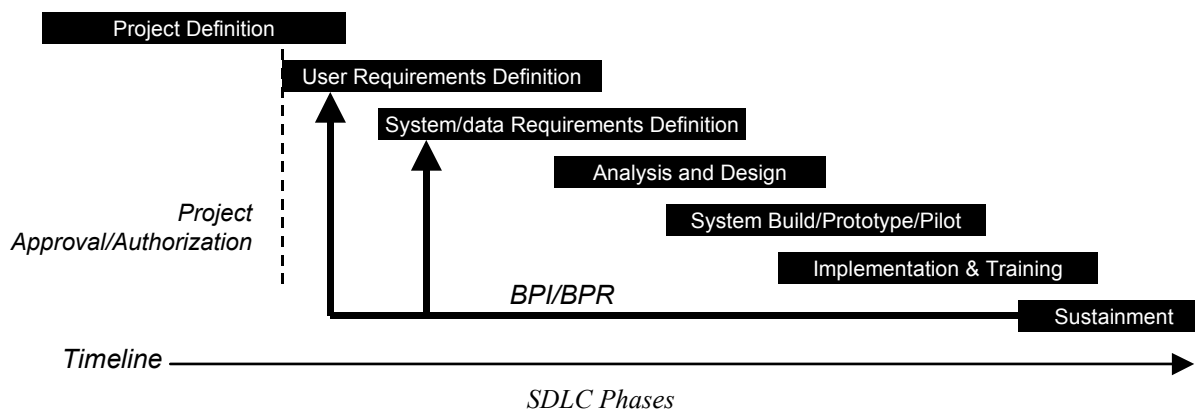 Project Definition
User Requirements Definition
System/data Requirements Definition
Analysis and Design
Project
Approval/Authorization
System Build/Prototype/Pilot
Implementation & Training
BPI/BPR
Sustainment
Timeline
SDLC Phases